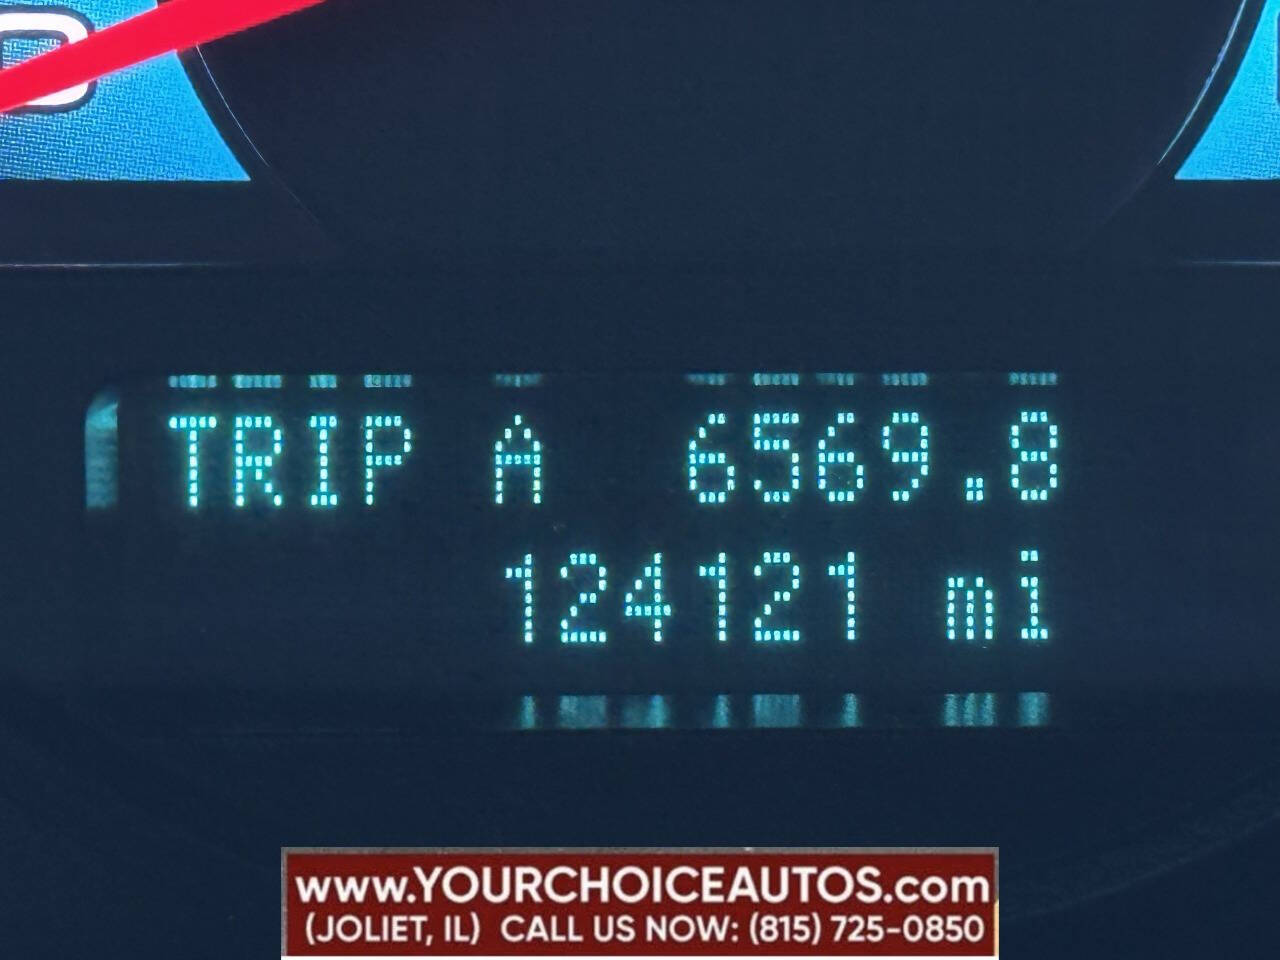 TRIP A 6569.8
124121 mi
www.YOURCHOICEAUTOS.com
(JOLIET, IL) CALL US NOW: (815) 725-0850